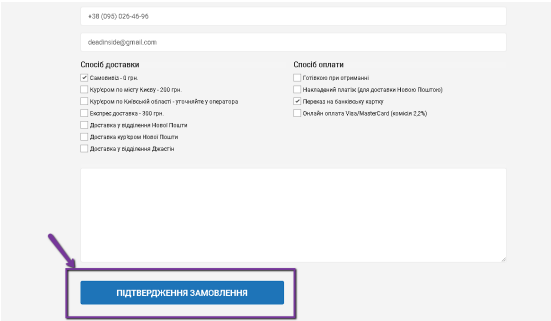 +38 (095) 026-46-96
deadinside@gmail.com
Спосіб доставки
Самовивіз - 0 грн.
Кур'єром по місту Києву - 200 грн.
Кур'єром по Київській області - уточняйте у оператора
Експрес доставка - 300 грн.
Доставка у відділення Нової Пошти
Доставка кур'єром Нової Пошти
Доставка у відділення Джастін
Спосіб оплати
Готівкою при отриманні
Накладений платіж (для доставки Новою Поштою)
Переказ на банківську картку
Онлайн оплата Visa/MasterCard (комісія 2,2%)
ПІДТВЕРДЖЕННЯ ЗАМОВЛЕННЯ